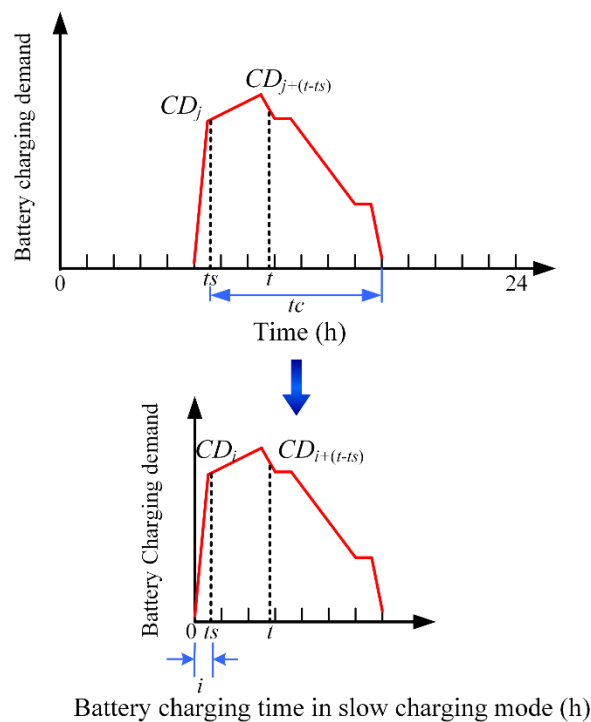 Battery charging demand
CD_j
CD_{j+(t-ts)}
0
ts
t
24
tc
Time (h)
Battery Charging demand
CD_i
CD_{i+(t-ts)}
0
ts
t
i
Battery charging time in slow charging mode (h)